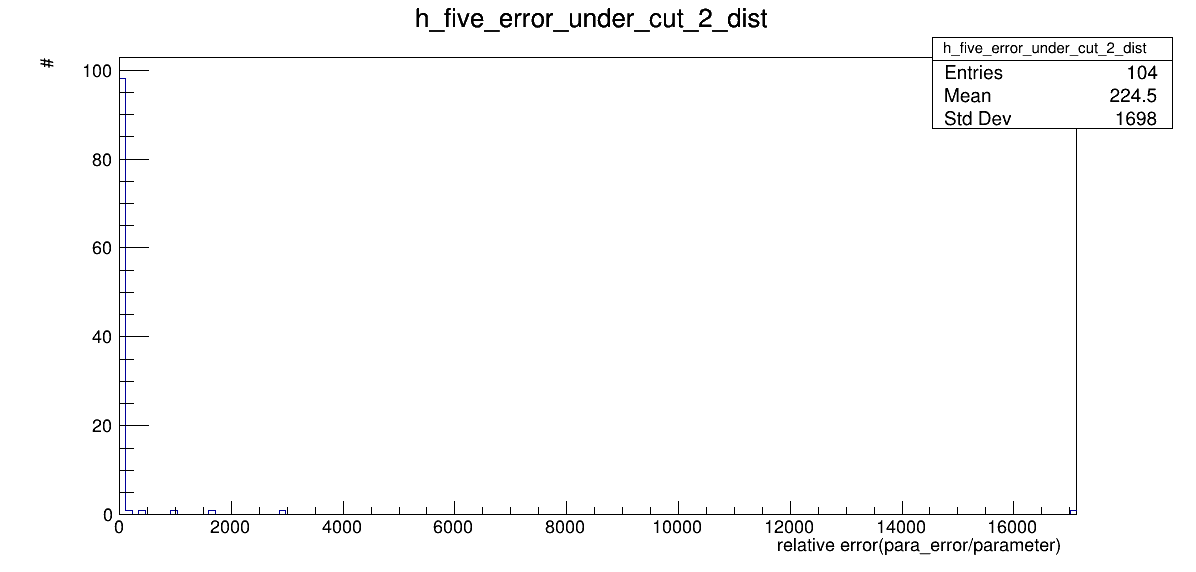 h_five_error_under_cut_2_dist
h_five_error_under_cut_2_dist
Entries 104
Mean 224.5
Std Dev 1698
#
100
80
60
40
20
0
0 2000 4000 6000 8000 10000 12000 14000 16000
relative error(para_error/parameter)